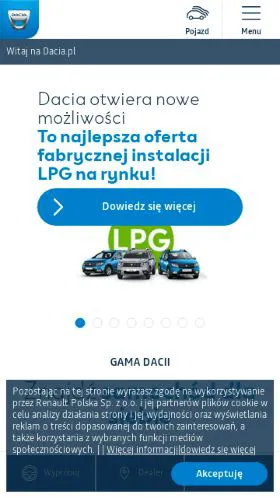 DACIA
Pojazd
Menu
Witaj na Dacia.pl
Dacia otwiera nowe
możliwości
To najlepsza oferta
fabrycznej instalacji
LPG na rynku!
Dowiedz się więcej
LPG
GAMA DACII
Pozostając na tej stronie wyrażasz zgodę na wykorzystywanie
przez Renault Polska Sp. z o.o. i jej partnerów plików cookie w
celu analizy działania strony i jej wydajności oraz wyświetlania
reklam o treści dopasowanej do twoich zainteresowań, a
także korzystania z wybranych funkcji mediów
społecznościowych. | | Więcej informacji|dowiedz się więcej
Wypróbuj
Dealer
Akceptuję